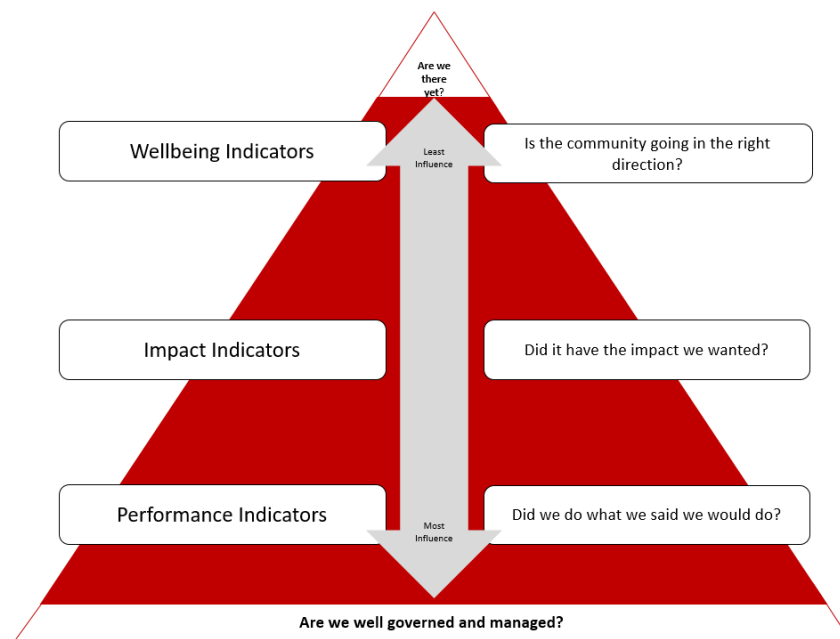 Are we
there
yet?
Wellbeing Indicators
Least
Influence
Is the community going in the right
direction?
Impact Indicators
Did it have the impact we wanted?
Performance Indicators
Most
Influence
Did we do what we said we would do?
Are we well governed and managed?